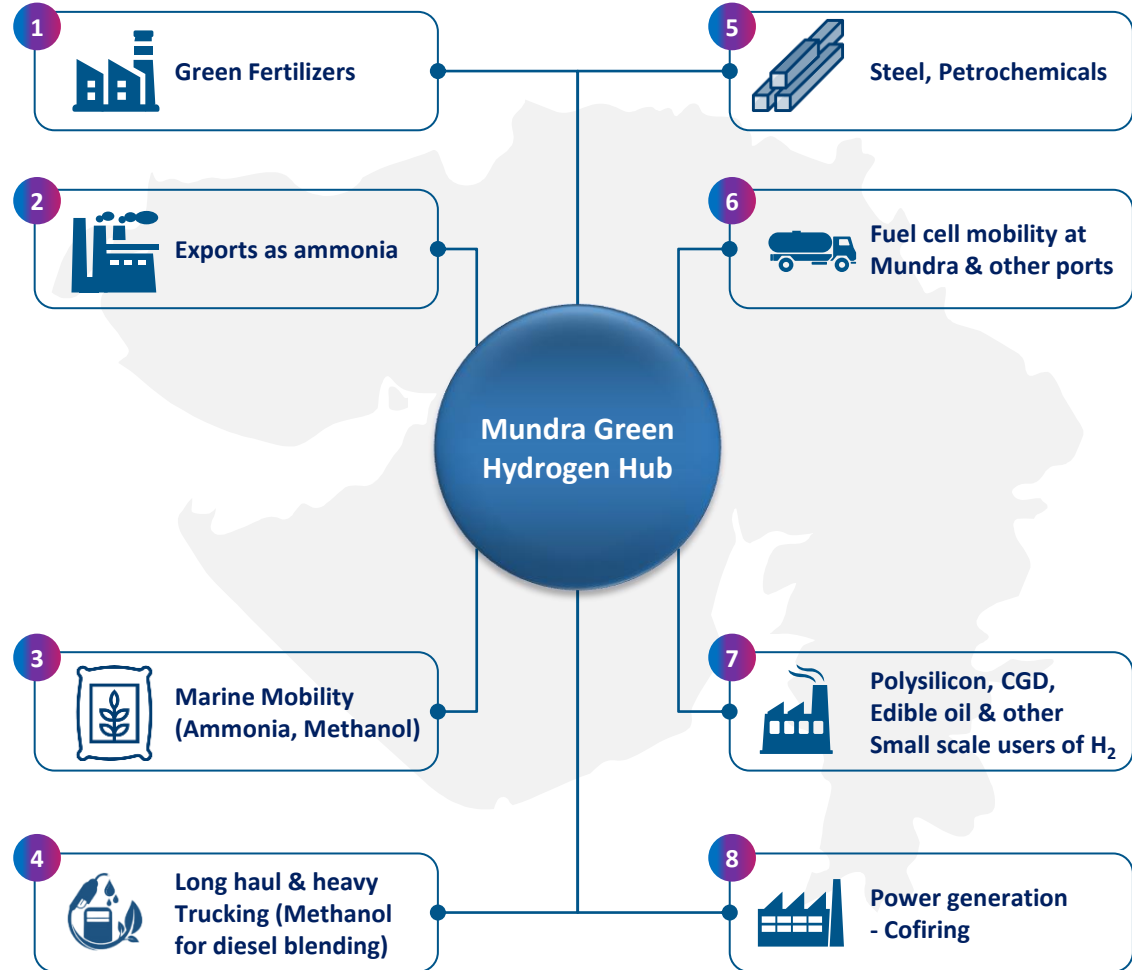 1
Green Fertilizers
2
Exports as ammonia
Mundra Green
Hydrogen Hub
3
Marine Mobility
(Ammonia, Methanol)
4
Long haul & heavy
Trucking (Methanol
for diesel blending)
5
Steel, Petrochemicals
6
Fuel cell mobility at
Mundra & other ports
7
Polysilicon, CGD,
Edible oil & other
Small scale users of H₂
8
Power generation
- Cofiring